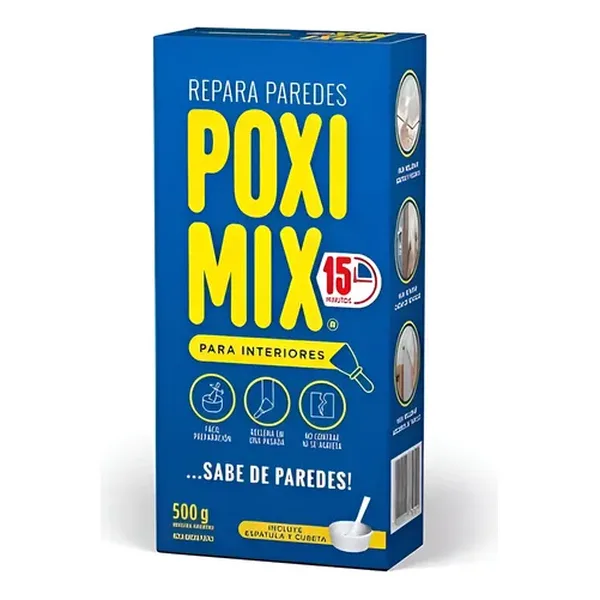 REPARA PAREDES
POXI
MIX
15
MINUTOS
®
PARA INTERIORES
FÁCIL
PREPARACIÓN
RELLENA EN
UNA PASADA
NO CONTRAE
NI SE AGRIETA
...SABE DE PAREDES!
500 g
INCLUYE
ESPÁTULA Y CUBETA